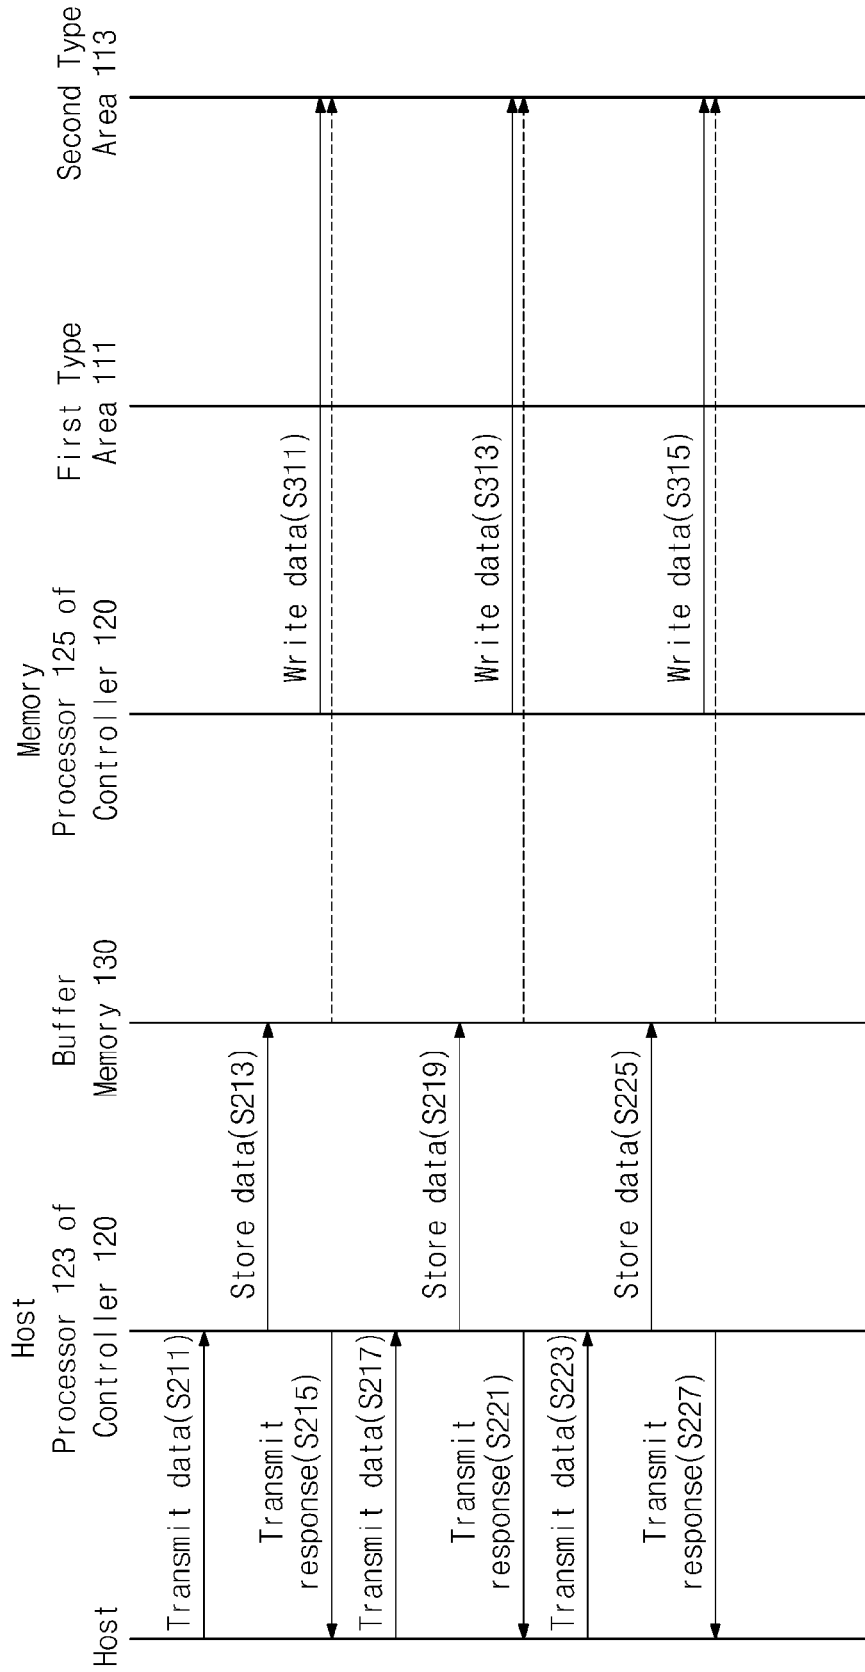 Host
Host
Processor 123 of
Controller 120
Buffer
Memory 130
Memory
Processor 125 of
Controller 120
First Type
Area 111
Second Type
Area 113
Transmit data(S211)
Store data(S213)
Transmit
response(S215)
Write data(S311)
Transmit data(S217)
Store data(S219)
Transmit
response(S221)
Write data(S313)
Transmit data(S223)
Store data(S225)
Transmit
response(S227)
Write data(S315)